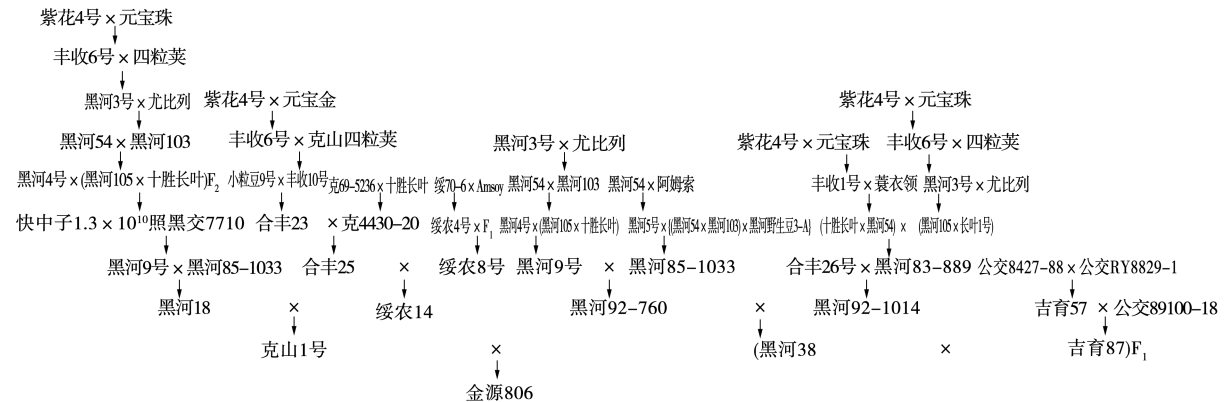 紫花4号×元宝珠
丰收6号×四粒荚
黑河3号×尤比列 紫花4号×元宝金 紫花4号×元宝珠
黑河54×黑河103 丰收6号×克山四粒荚 黑河3号×尤比列 紫花4号×元宝珠 丰收6号×四粒荚
黑河4号×(黑河105×十胜长叶)F₂ 小粒豆9号×丰收10号 克69-5236×十胜长叶 绥70-6×Amsoy 黑河54×黑河103 黑河54×阿姆索 丰收1号×蓑衣领 黑河3号×尤比列
快中子1.3×10¹⁰照黑交7710 合丰23 ×克4430-20 绥农4号×F₁ 黑河4号×(黑河105×十胜长叶) 黑河5号×[(黑河54×黑河103)×黑河野生豆3-A] (十胜长叶×黑河54) × (黑河105×长叶1号)
黑河9号×黑河85-1033 合丰25 × 绥农8号 黑河9号 × 黑河85-1033 合丰26号×黑河83-889 公交8427-88×公交RY8829-1
黑河18 × 绥农14 黑河92-760 × 黑河92-1014 吉育57 ×公交89100-18
克山1号 × (黑河38 × 吉育87)F₁
金源806